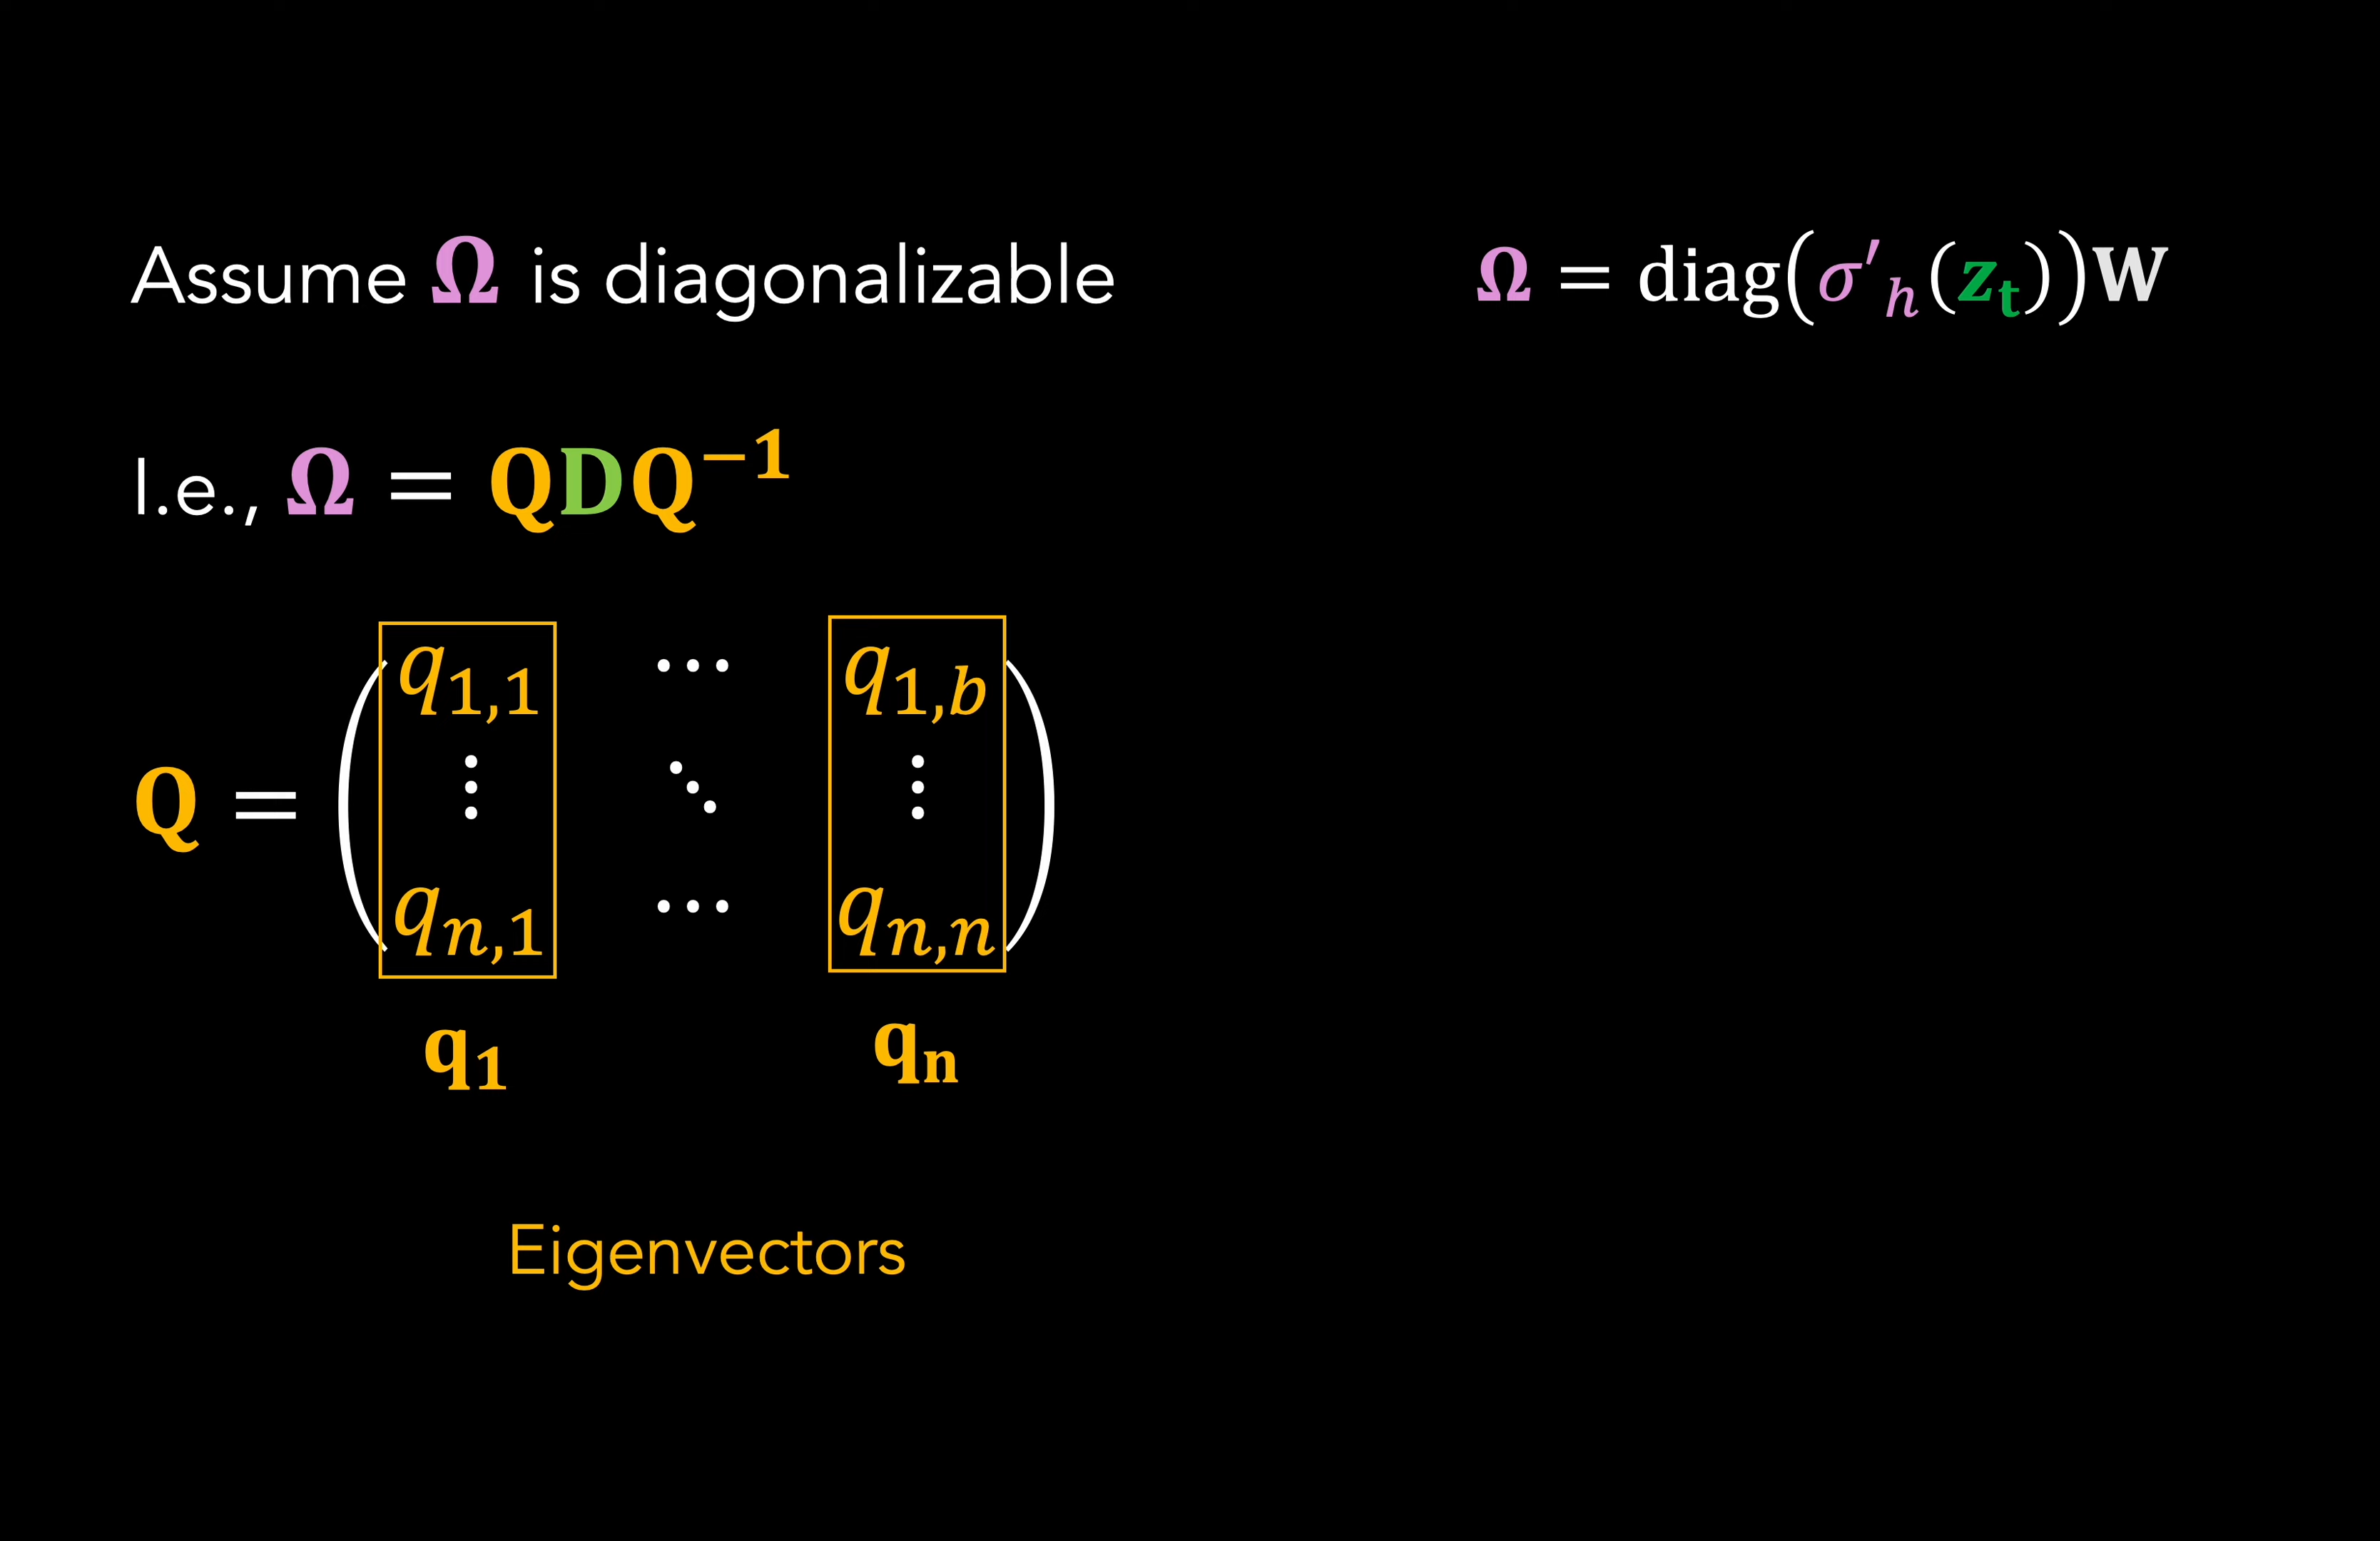 Assume Ω is diagonalizable
Ω = diag(σ′ₕ(zₜ))W
I.e., Ω = QDQ⁻¹
q₁,₁ ⋯ q₁,b
Q = ( ⋮ ⋱ ⋮ )
qₙ,₁ ⋯ qₙ,ₙ
q₁ qₙ
Eigenvectors